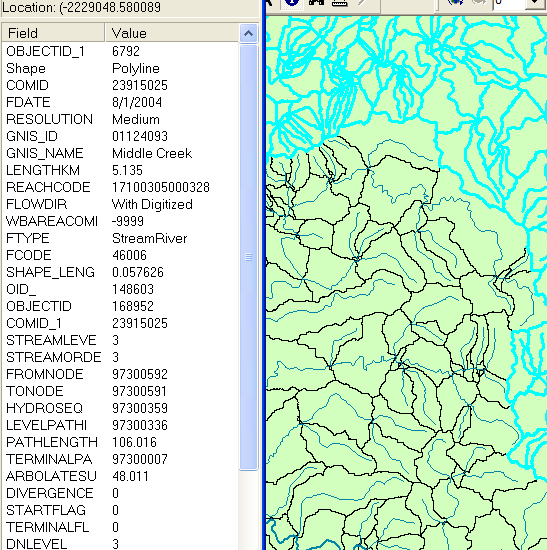 Location: (-2229048.580089
Field Value
OBJECTID_1 6792
Shape Polyline
COMID 23915025
FDATE 8/1/2004
RESOLUTION Medium
GNIS_ID 01124093
GNIS_NAME Middle Creek
LENGTHKM 5.135
REACHCODE 17100305000328
FLOWDIR With Digitized
WBAREACOMI -9999
FTYPE StreamRiver
FCODE 46006
SHAPE_LENG 0.057626
OID_ 148603
OBJECTID 168952
COMID_1 23915025
STREAMLEVE 3
STREAMORDE 3
FROMNODE 97300592
TONODE 97300591
HYDROSEQ 97300359
LEVELPATHI 97300336
PATHLENGTH 106.016
TERMINALPA 97300007
ARBOLATESU 48.011
DIVERGENCE 0
STARTFLAG 0
TERMINALFL 0
DNLEVEL 3